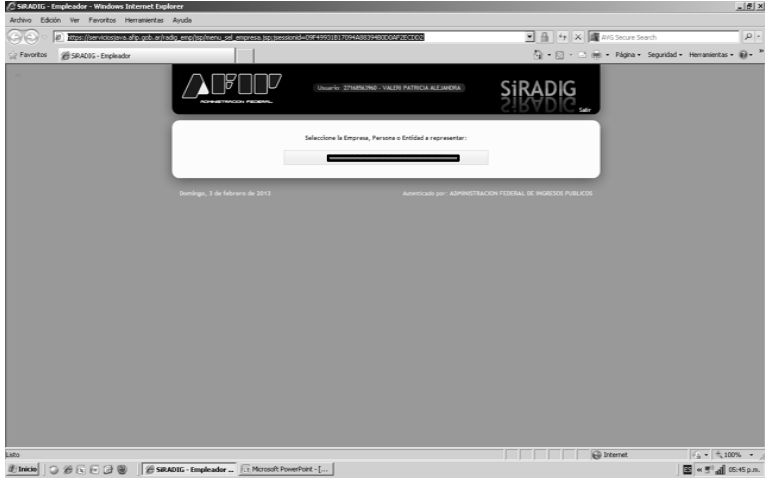 SiRADIG - Empleador - Windows Internet Explorer
Archivo Edición Ver Favoritos Herramientas Ayuda
AVG Secure Search
Favoritos SiRADIG - Empleador Página Seguridad Herramientas
AFIP
ADMINISTRACION FEDERAL
Usuario: 27168563960 - VALERI PATRICIA ALEJANDRA
SiRADIG
Salir
Seleccione la Empresa, Persona o Entidad a representar:
Domingo, 3 de febrero de 2013 Autenticado por: ADMINISTRACION FEDERAL DE INGRESOS PUBLICOS
Listo Internet 100%
Inicio SiRADIG - Empleador ... Microsoft PowerPoint - [... ES 05:45 p.m.